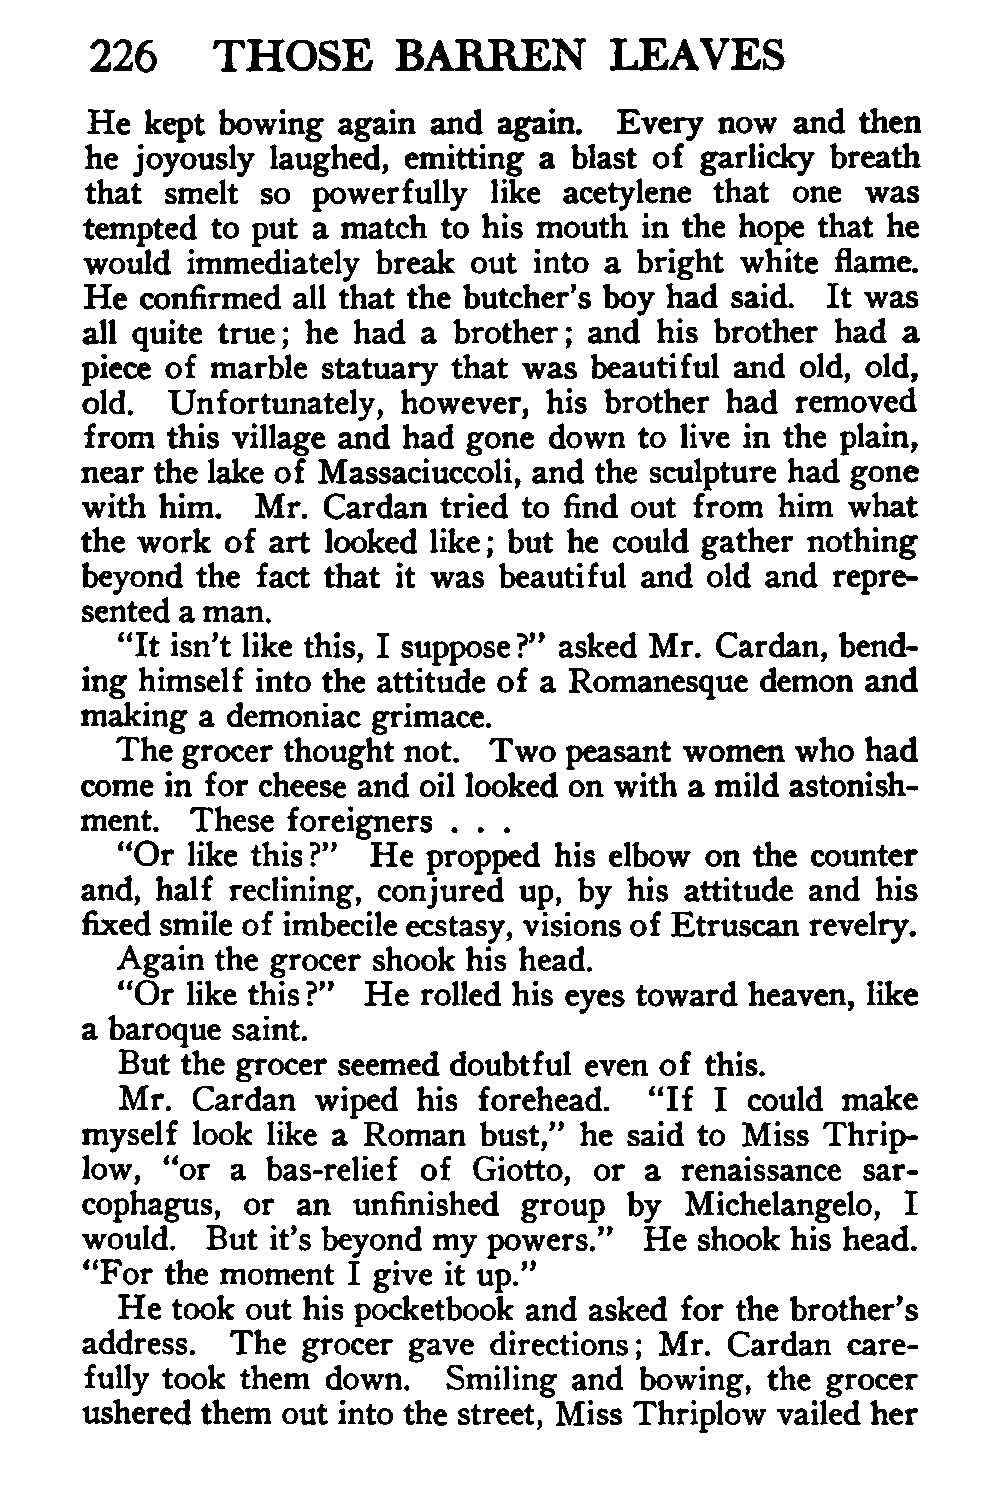 226 THOSE BARREN LEAVES
He kept bowing again and again. Every now and then
he joyously laughed, emitting a blast of garlicky breath
that smelt so powerfully like acetylene that one was
tempted to put a match to his mouth in the hope that he
would immediately break out into a bright white flame.
He confirmed all that the butcher's boy had said. It was
all quite true; he had a brother; and his brother had a
piece of marble statuary that was beautiful and old, old,
old. Unfortunately, however, his brother had removed
from this village and had gone down to live in the plain,
near the lake of Massaciuccoli, and the sculpture had gone
with him. Mr. Cardan tried to find out from him what
the work of art looked like; but he could gather nothing
beyond the fact that it was beautiful and old and repre-
sented a man.
"It isn't like this, I suppose?" asked Mr. Cardan, bend-
ing himself into the attitude of a Romanesque demon and
making a demoniac grimace.
The grocer thought not. Two peasant women who had
come in for cheese and oil looked on with a mild astonish-
ment. These foreigners . . .
"Or like this?" He propped his elbow on the counter
and, half reclining, conjured up, by his attitude and his
fixed smile of imbecile ecstasy, visions of Etruscan revelry.
Again the grocer shook his head.
"Or like this?" He rolled his eyes toward heaven, like
a baroque saint.
But the grocer seemed doubtful even of this.
Mr. Cardan wiped his forehead. "If I could make
myself look like a Roman bust," he said to Miss Thrip-
low, "or a bas-relief of Giotto, or a renaissance sar-
cophagus, or an unfinished group by Michelangelo, I
would. But it's beyond my powers." He shook his head.
"For the moment I give it up."
He took out his pocketbook and asked for the brother's
address. The grocer gave directions; Mr. Cardan care-
fully took them down. Smiling and bowing, the grocer
ushered them out into the street, Miss Thriplow vailed her